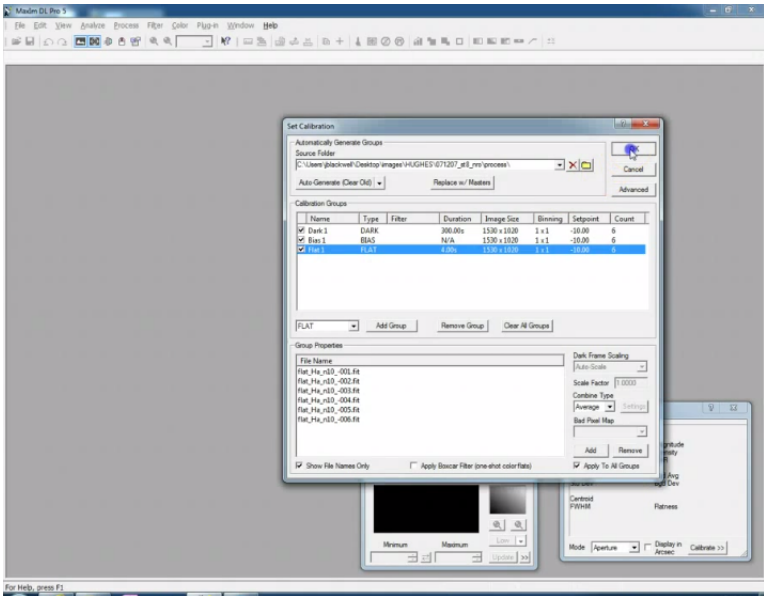 MaxIm DL Pro 5
File Edit View Analyze Process Filter Color Plug-in Window Help
Set Calibration
Automatically Generate Groups
Source Folder
C:\Users\jblackwell\Desktop\images\HUGHES\071207_st8_nro\process\
Cancel
Auto-Generate (Clear Old) Replace w/ Masters
Advanced
Calibration Groups
Name Type Filter Duration Image Size Binning Setpoint Count
Dark 1 DARK 300.00s 1530 x 1020 1 x 1 -10.00 6
Bias 1 BIAS N/A 1530 x 1020 1 x 1 -10.00 6
Flat 1 FLAT 4.00s 1530 x 1020 1 x 1 -10.00 6
FLAT Add Group Remove Group Clear All Groups
Group Properties
File Name
flat_Ha_n10_-001.fit
flat_Ha_n10_-002.fit
flat_Ha_n10_-003.fit
flat_Ha_n10_-004.fit
flat_Ha_n10_-005.fit
flat_Ha_n10_-006.fit
Dark Frame Scaling
Auto-Scale
Scale Factor 1.0000
Combine Type
Average Settings
Bad Pixel Map
Add Remove
Show File Names Only Apply Boxcar Filter (one-shot color flats) Apply To All Groups
Avg
Bgd Dev
Centroid
FWHM Flatness
Minimum Maximum Low
Update >>
Mode Aperture Display in Arcsec Calibrate >>
For Help, press F1